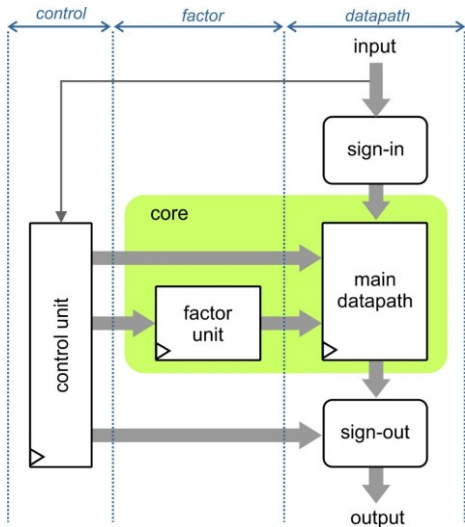 control
factor
datapath
input
sign-in
core
main
datapath
control unit
factor
unit
sign-out
output